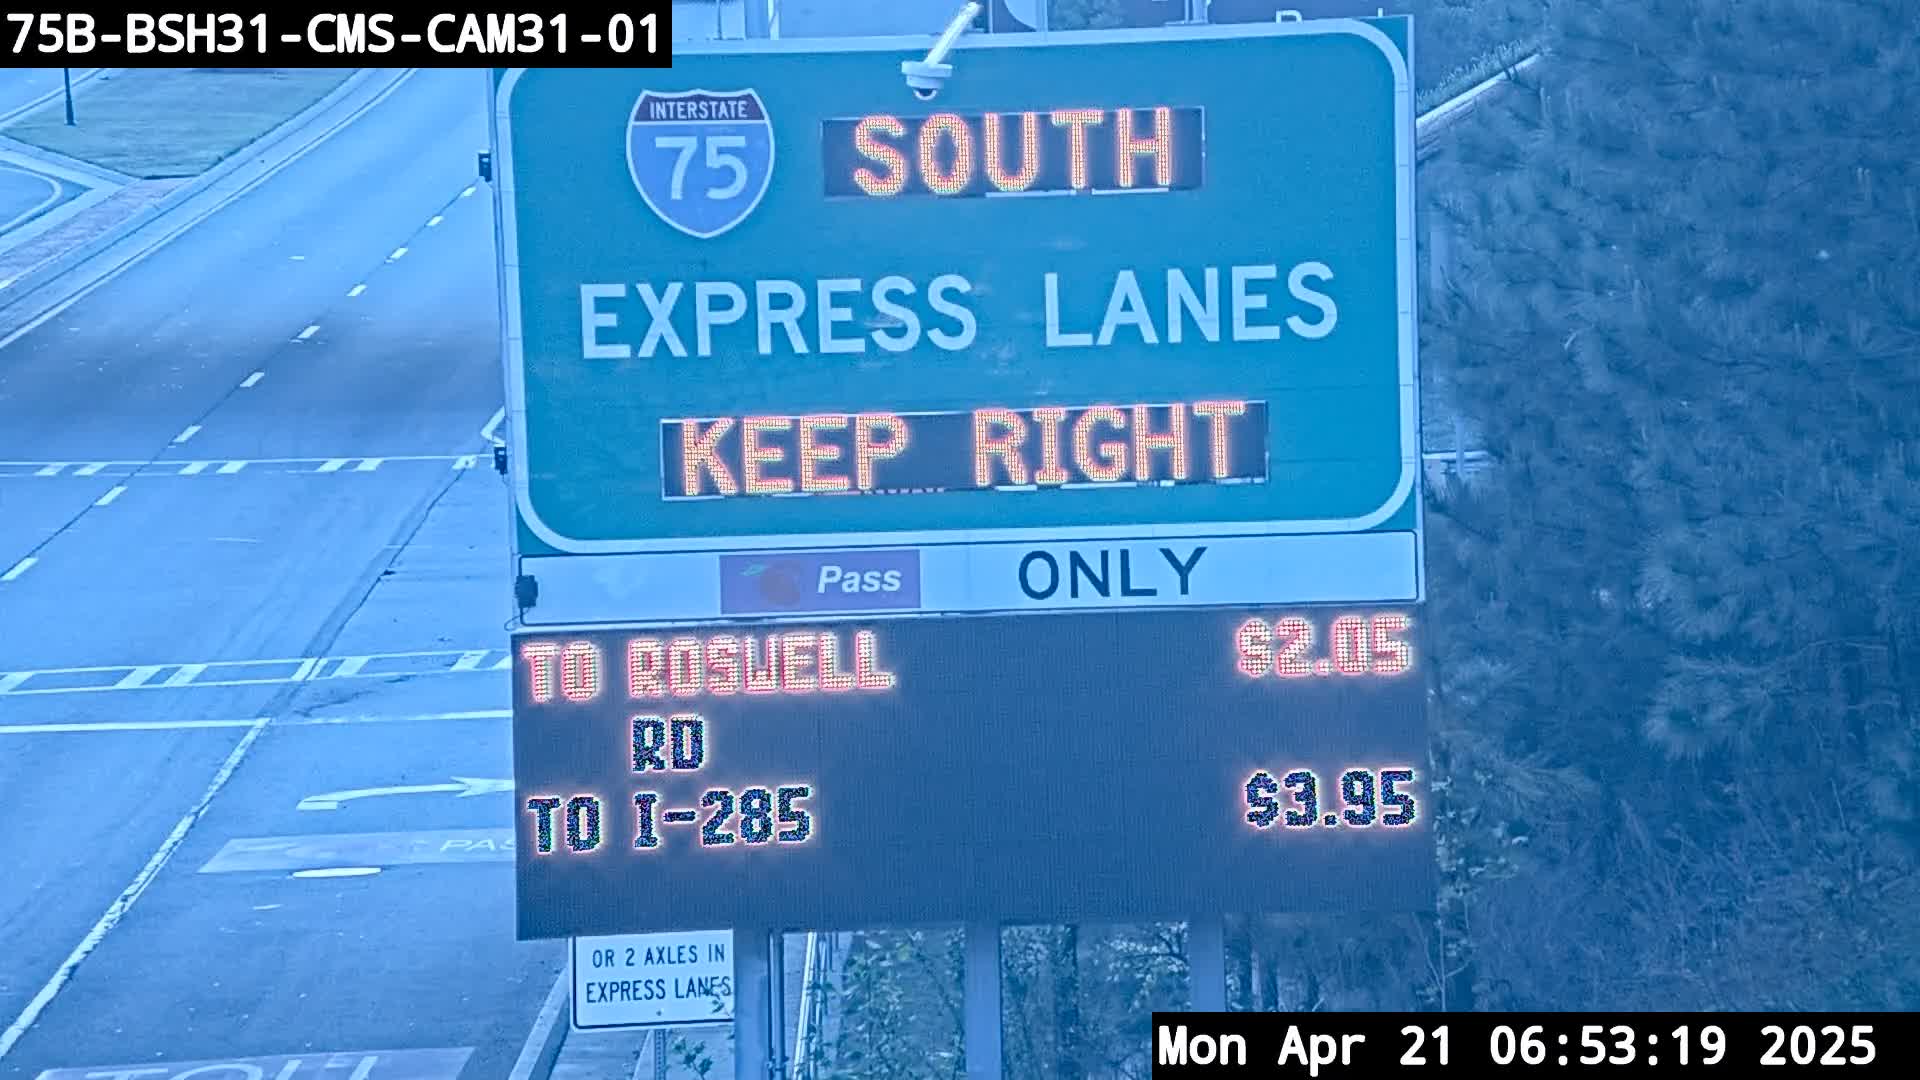 75B-BSH31-CMS-CAM31-01
INTERSTATE
75
SOUTH
EXPRESS LANES
KEEP RIGHT
Pass ONLY
TO ROSWELL $2.05
RD
TO I-285 $3.95
OR 2 AXLES IN
EXPRESS LANES
Mon Apr 21 06:53:19 2025